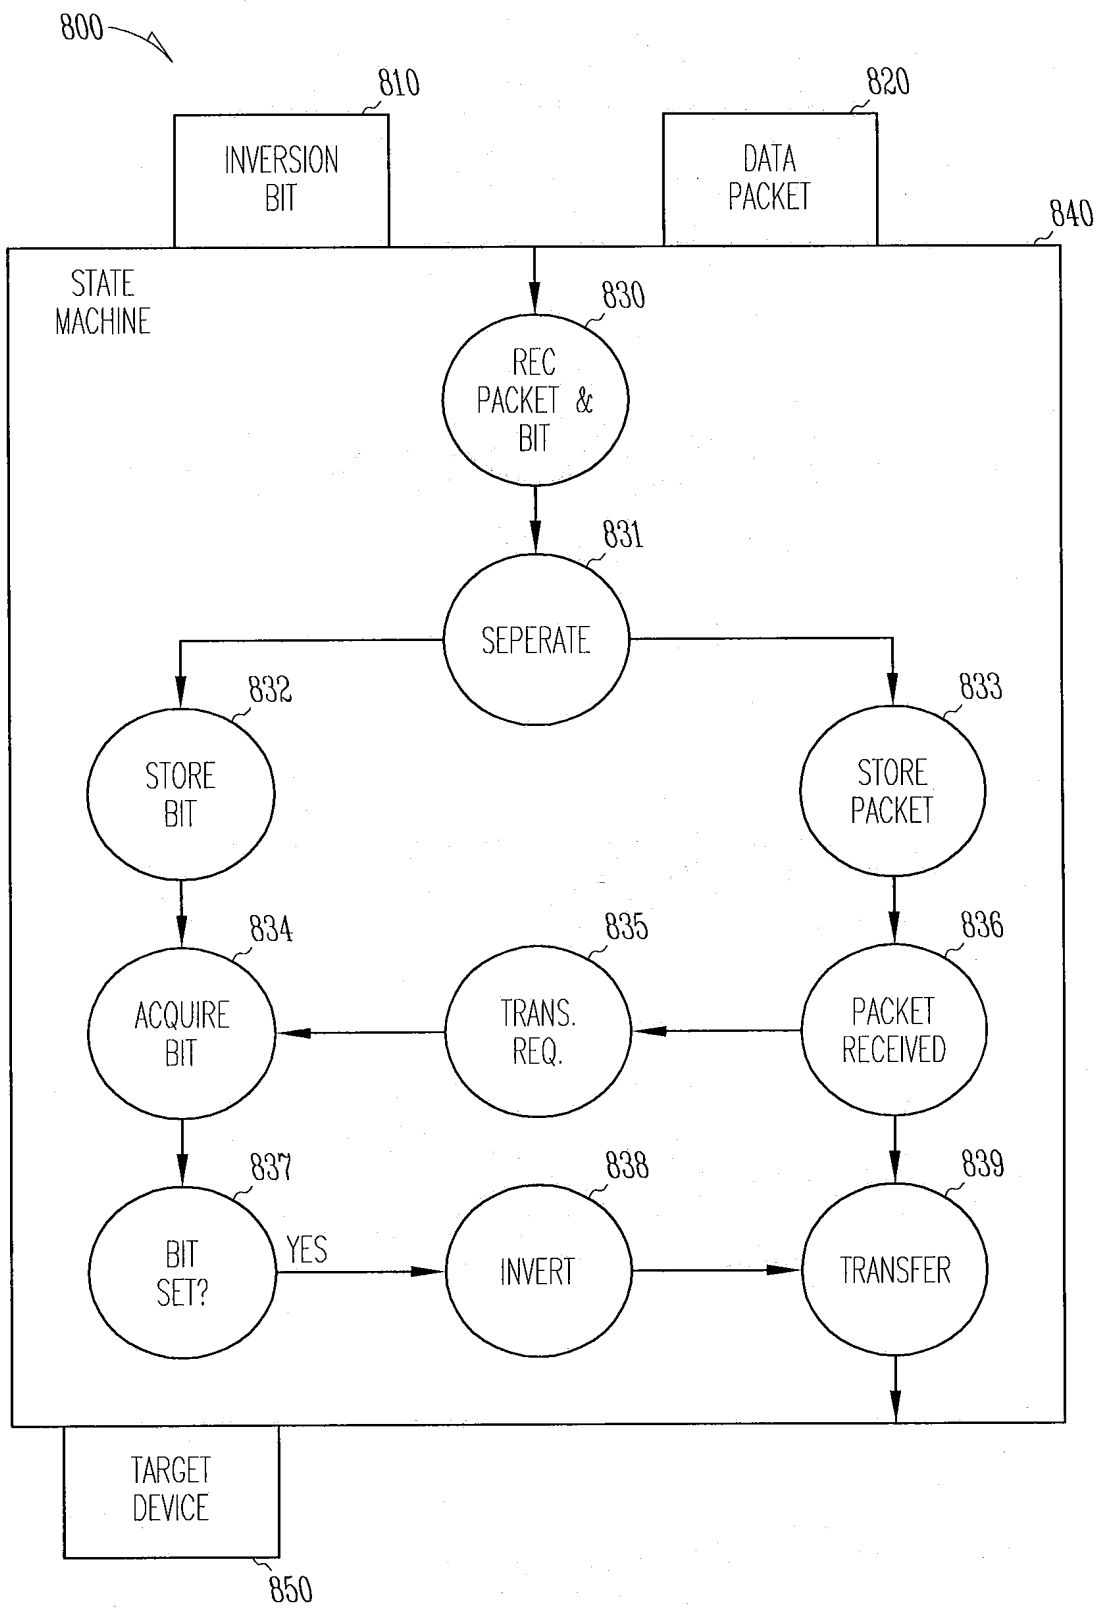 800
810
820
INVERSION
BIT
DATA
PACKET
840
STATE
MACHINE
830
REC
PACKET &
BIT
831
SEPERATE
832
833
STORE
BIT
STORE
PACKET
834
835
836
ACQUIRE
BIT
TRANS.
REQ.
PACKET
RECEIVED
837
838
839
BIT
SET?
YES
INVERT
TRANSFER
TARGET
DEVICE
850